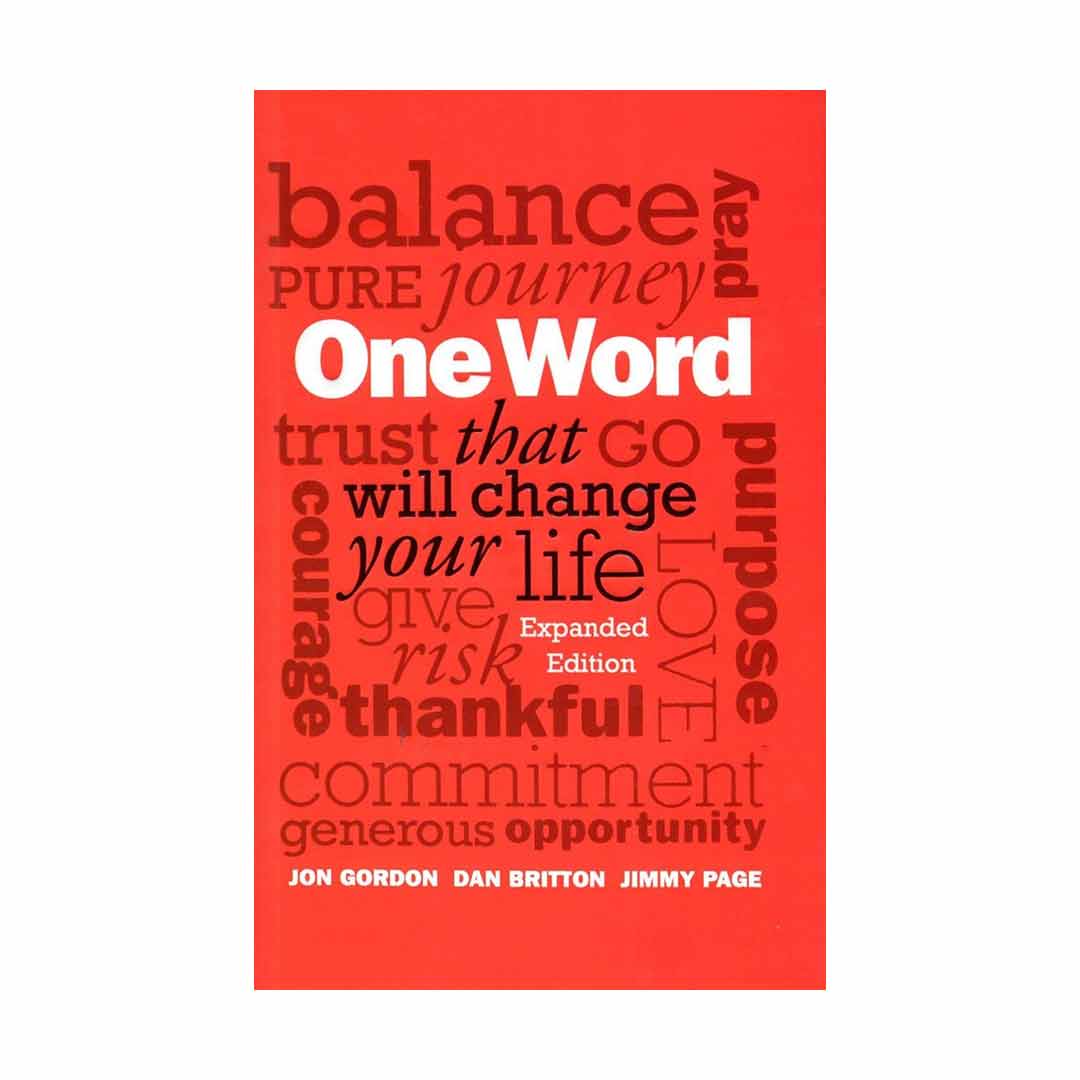 balance
pray
PURE journey
One Word
trust that GO
purpose
courage
will change
your life
LOVE
give
Expanded
risk
Edition
thankful
commitment
generous opportunity
JON GORDON DAN BRITTON JIMMY PAGE